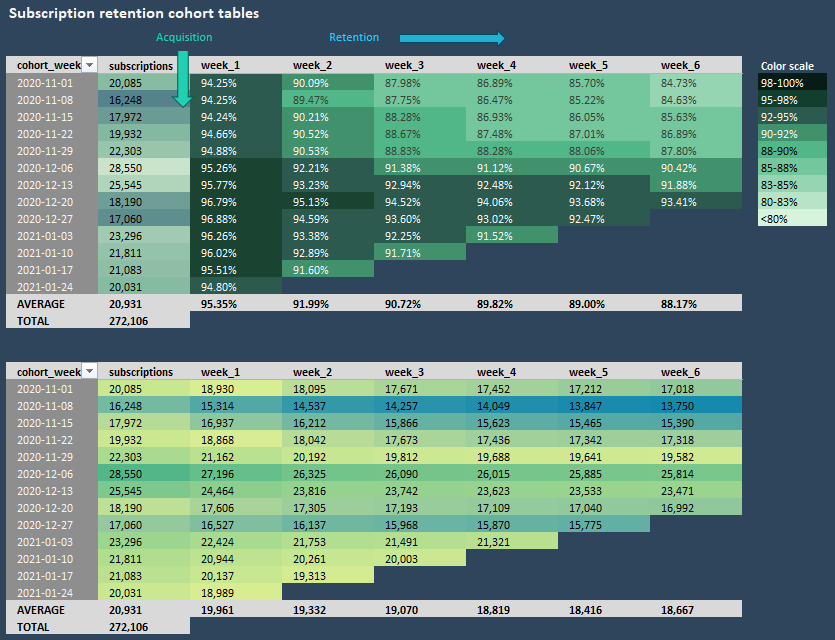 Subscription retention cohort tables
Acquisition Retention
cohort_week subscriptions week_1 week_2 week_3 week_4 week_5 week_6 Color scale
2020-11-01 20,085 94.25% 90.09% 87.98% 86.89% 85.70% 84.73% 98-100%
2020-11-08 16,248 94.25% 89.47% 87.75% 86.47% 85.22% 84.63% 95-98%
2020-11-15 17,972 94.24% 90.21% 88.28% 86.93% 86.05% 85.63% 92-95%
2020-11-22 19,932 94.66% 90.52% 88.67% 87.48% 87.01% 86.89% 90-92%
2020-11-29 22,303 94.88% 90.53% 88.83% 88.28% 88.06% 87.80% 88-90%
2020-12-06 28,550 95.26% 92.21% 91.38% 91.12% 90.67% 90.42% 85-88%
2020-12-13 25,545 95.77% 93.23% 92.94% 92.48% 92.12% 91.88% 83-85%
2020-12-20 18,190 96.79% 95.13% 94.52% 94.06% 93.68% 93.41% 80-83%
2020-12-27 17,060 96.88% 94.59% 93.60% 93.02% 92.47% <80%
2021-01-03 23,296 96.26% 93.38% 92.25% 91.52%
2021-01-10 21,811 96.02% 92.89% 91.71%
2021-01-17 21,083 95.51% 91.60%
2021-01-24 20,031 94.80%
AVERAGE 20,931 95.35% 91.99% 90.72% 89.82% 89.00% 88.17%
TOTAL 272,106
cohort_week subscriptions week_1 week_2 week_3 week_4 week_5 week_6
2020-11-01 20,085 18,930 18,095 17,671 17,452 17,212 17,018
2020-11-08 16,248 15,314 14,537 14,257 14,049 13,847 13,750
2020-11-15 17,972 16,937 16,212 15,866 15,623 15,465 15,390
2020-11-22 19,932 18,868 18,042 17,673 17,436 17,342 17,318
2020-11-29 22,303 21,162 20,192 19,812 19,688 19,641 19,582
2020-12-06 28,550 27,196 26,325 26,090 26,015 25,885 25,814
2020-12-13 25,545 24,464 23,816 23,742 23,623 23,533 23,471
2020-12-20 18,190 17,606 17,305 17,193 17,109 17,040 16,992
2020-12-27 17,060 16,527 16,137 15,968 15,870 15,775
2021-01-03 23,296 22,424 21,753 21,491 21,321
2021-01-10 21,811 20,944 20,261 20,003
2021-01-17 21,083 20,137 19,313
2021-01-24 20,031 18,989
AVERAGE 20,931 19,961 19,332 19,070 18,819 18,416 18,667
TOTAL 272,106